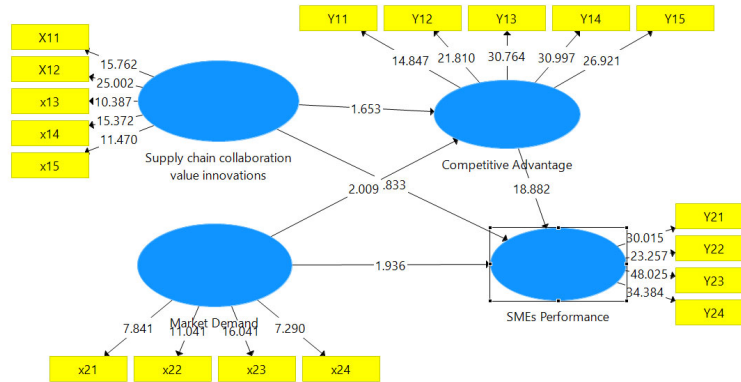 Y11
Y12
Y13
Y14
Y15
X11
X12
x13
x14
x15
15.762
25.002
10.387
15.372
11.470
14.847
21.810
30.764
30.997
26.921
1.653
Supply chain collaboration
value innovations
Competitive Advantage
2.009
.833
18.882
1.936
Market Demand
SMEs Performance
30.015
23.257
48.025
34.384
Y21
Y22
Y23
Y24
7.841
11.041
16.041
7.290
x21
x22
x23
x24